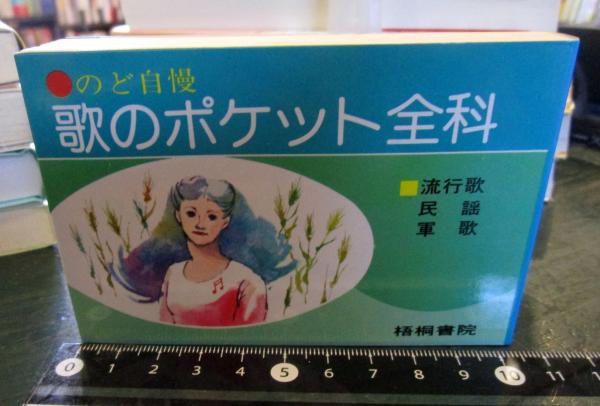 ●のど自慢
歌のポケット全科
■流行歌
民謡
軍歌
梧桐書院
0 1 2 3 4 5 6 7 8 9 10 11